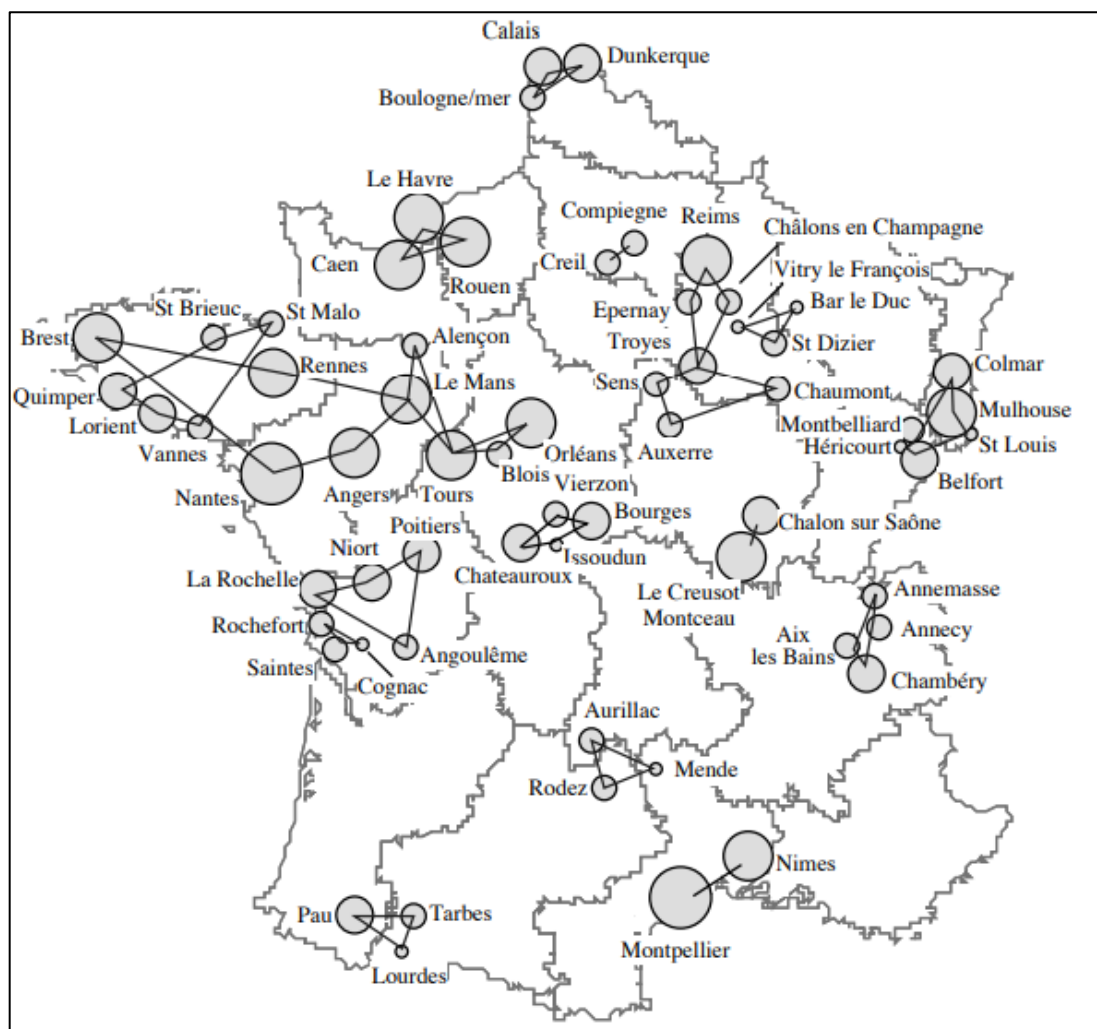 Calais
Dunkerque
Boulogne/mer
Le Havre
Compiegne
Reims
Châlons en Champagne
Caen
Creil
Vitry le François
Rouen
St Brieuc
St Malo
Epernay
Bar le Duc
Brest
Alençon
Troyes
St Dizier
Rennes
Colmar
Quimper
Le Mans
Sens
Chaumont
Lorient
Mulhouse
Montbelliard
Vannes
Orléans
Auxerre
Héricourt
St Louis
Nantes
Angers
Tours
Blois
Belfort
Vierzon
Poitiers
Bourges
Chalon sur Saône
Niort
Issoudun
La Rochelle
Chateauroux
Le Creusot
Montceau
Annemasse
Rochefort
Annecy
Aix
les Bains
Saintes
Angoulême
Cognac
Chambéry
Aurillac
Mende
Rodez
Nimes
Pau
Tarbes
Montpellier
Lourdes